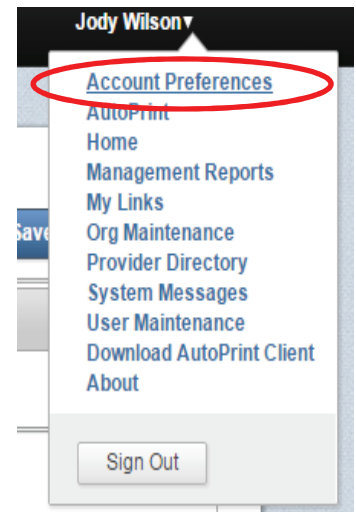 Jody Wilson▾
Account Preferences
AutoPrint
Home
Management Reports
My Links
Save
Org Maintenance
Provider Directory
System Messages
User Maintenance
Download AutoPrint Client
About
Sign Out